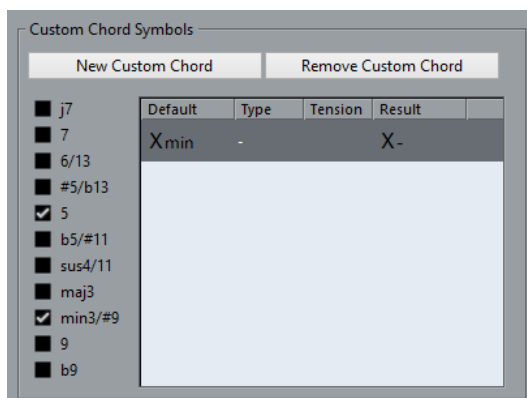 Custom Chord Symbols
New Custom Chord Remove Custom Chord
j7
7
6/13
#5/b13
5
b5/#11
sus4/11
maj3
min3/#9
9
b9
Default Type Tension Result
Xmin - X-